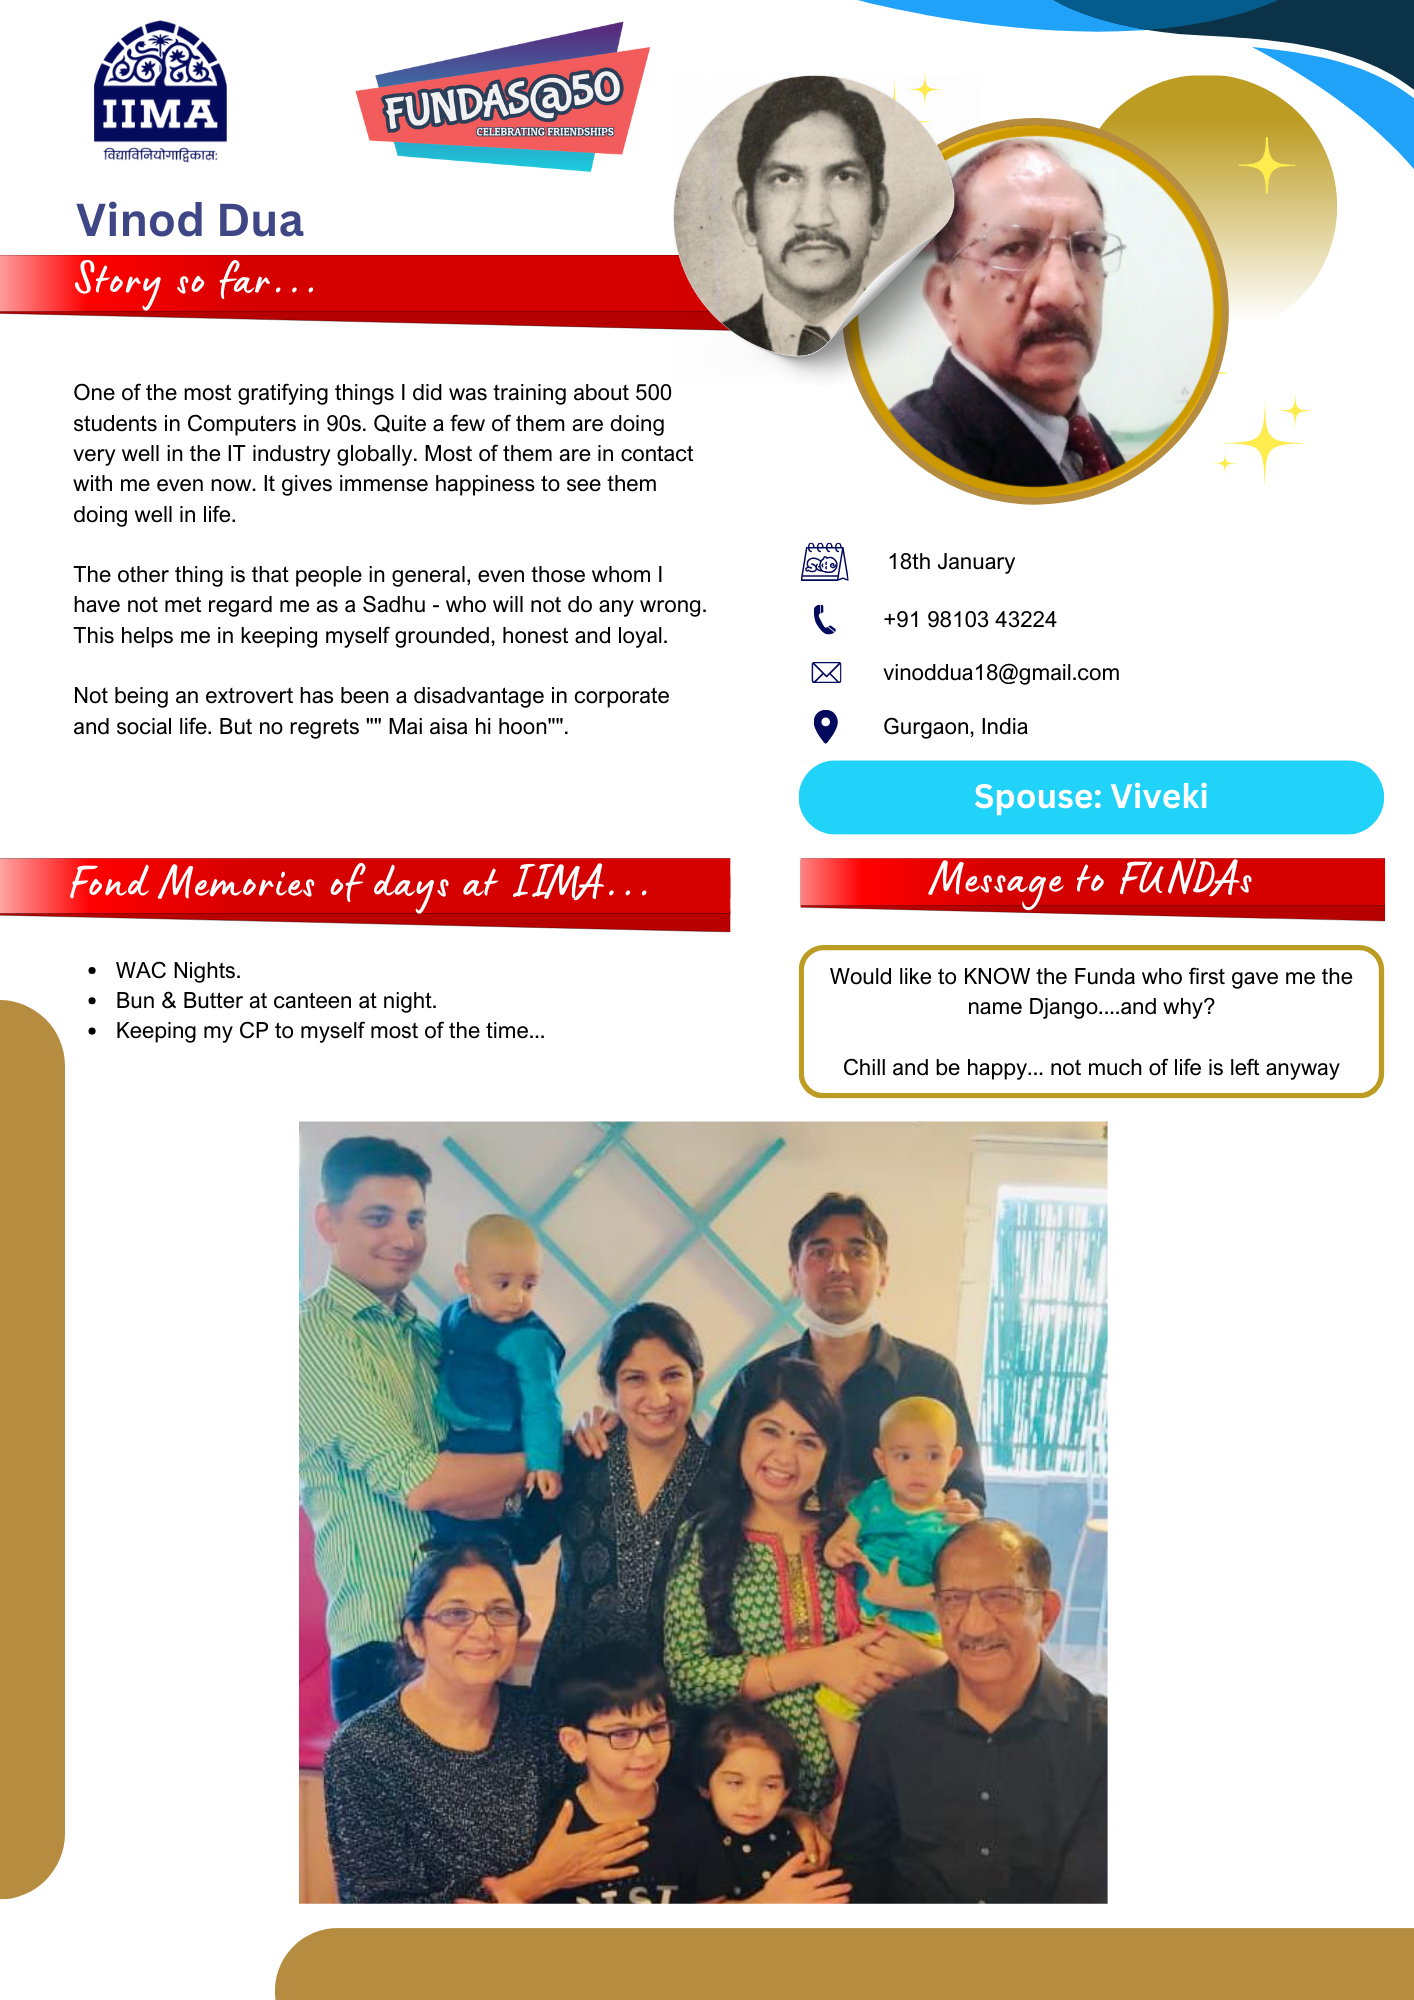 IIMA
विद्याविनियोगाद्विकासः
FUNDAS@50
CELEBRATING FRIENDSHIPS
Vinod Dua
Story so far...
One of the most gratifying things I did was training about 500
students in Computers in 90s. Quite a few of them are doing
very well in the IT industry globally. Most of them are in contact
with me even now. It gives immense happiness to see them
doing well in life.
The other thing is that people in general, even those whom I
have not met regard me as a Sadhu - who will not do any wrong.
This helps me in keeping myself grounded, honest and loyal.
Not being an extrovert has been a disadvantage in corporate
and social life. But no regrets "" Mai aisa hi hoon"".
18th January
+91 98103 43224
vinoddua18@gmail.com
Gurgaon, India
Spouse: Viveki
Fond Memories of days at IIMA...
• WAC Nights.
• Bun & Butter at canteen at night.
• Keeping my CP to myself most of the time...
Message to FUNDAs
Would like to KNOW the Funda who first gave me the
name Django....and why?
Chill and be happy... not much of life is left anyway